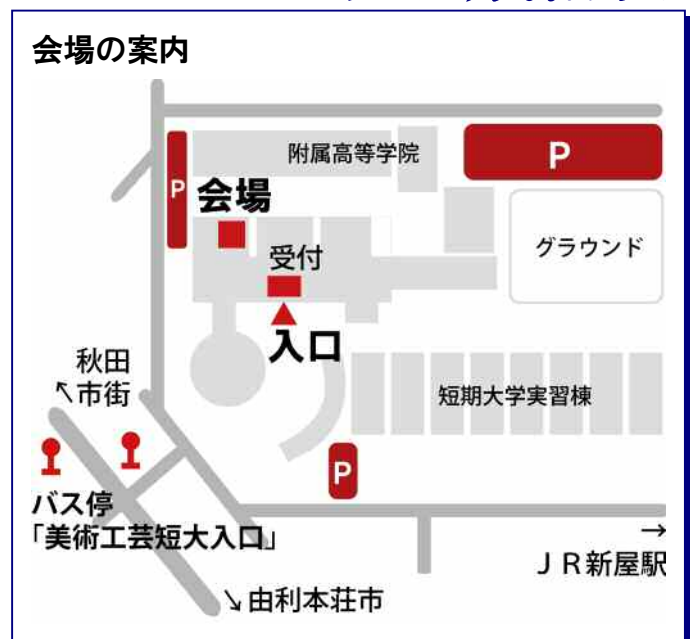 会場の案内
附属高等学院
P
P
会場
グラウンド
受付
入口
秋田
↖市街
短期大学実習棟
P
バス停
「美術工芸短大入口」
→
ＪＲ新屋駅
↘由利本荘市